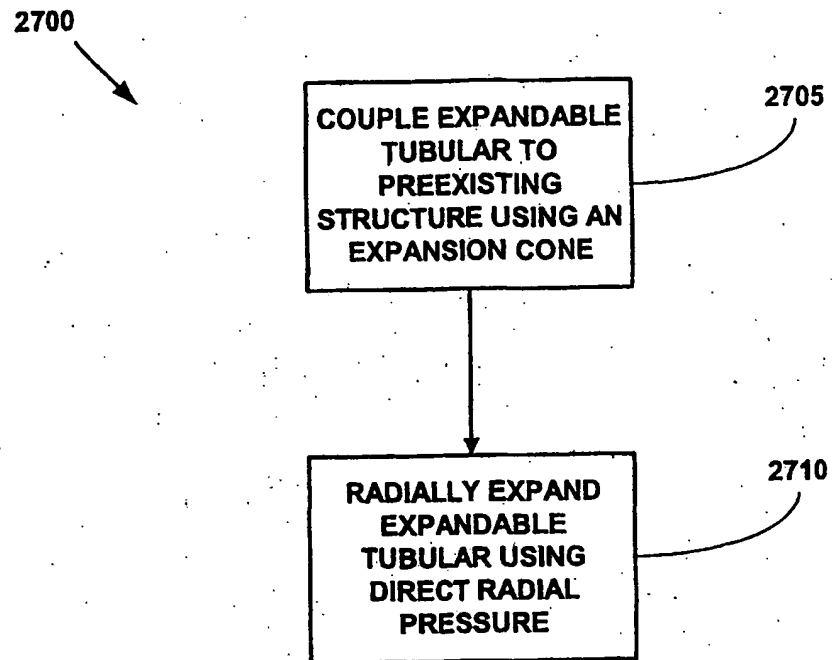 2700
2705
COUPLE EXPANDABLE
TUBULAR TO
PREEXISTING
STRUCTURE USING AN
EXPANSION CONE
2710
RADIALLY EXPAND
EXPANDABLE
TUBULAR USING
DIRECT RADIAL
PRESSURE